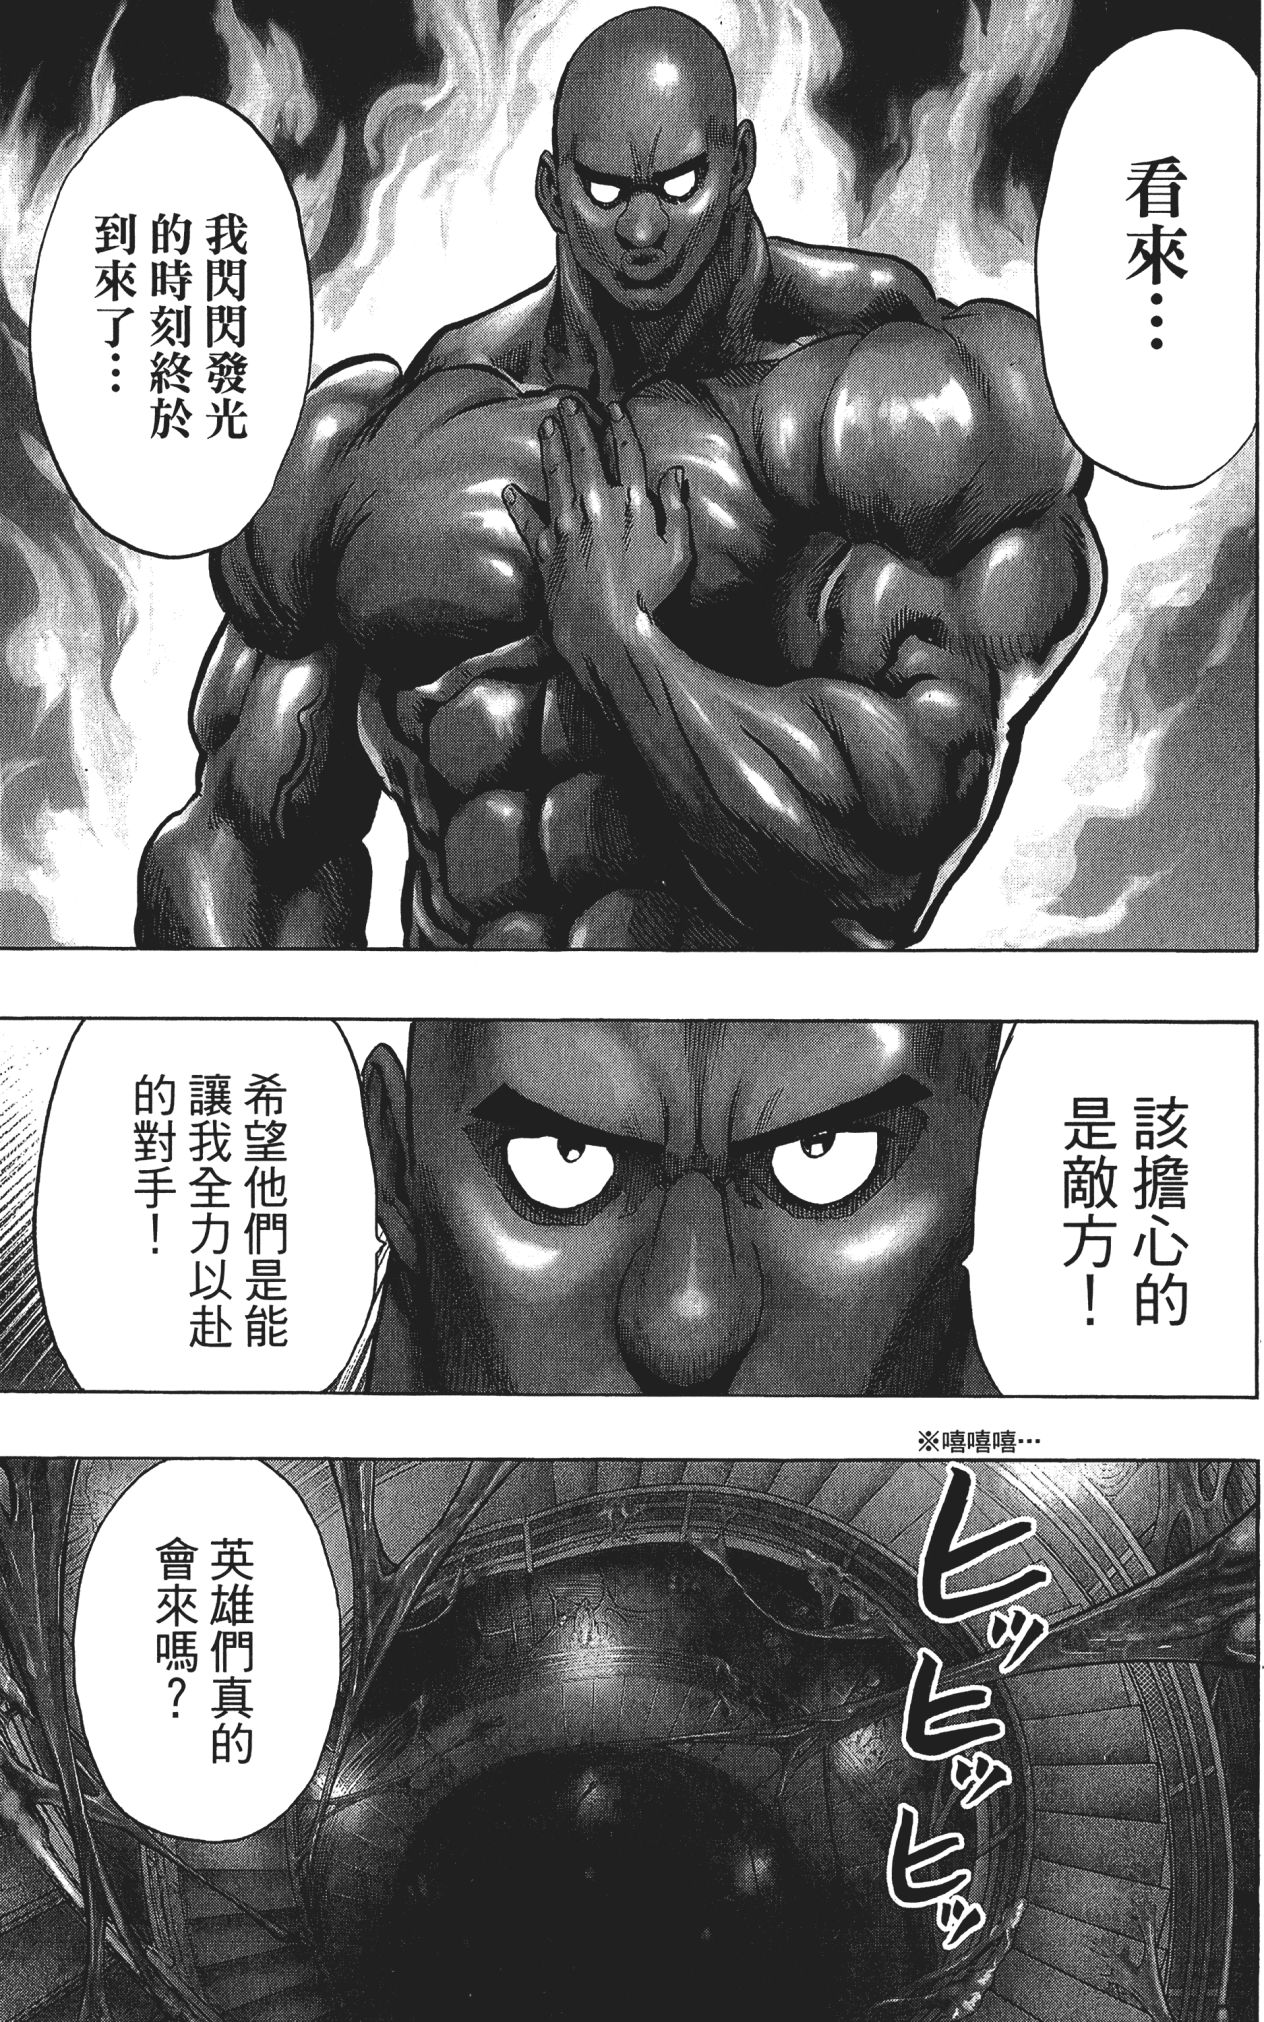 看來…
我閃閃發光
的時刻終於
到來了…
該擔心的
是敵方！
希望他們是能
讓我全力以赴
的對手！
※嘻嘻嘻…
ヒッ
ヒッ
ヒッ
英雄們真的
會來嗎？